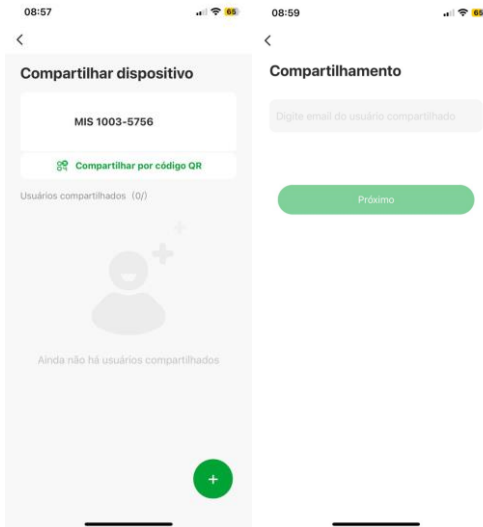 08:57
65
Compartilhar dispositivo
MIS 1003-5756
Compartilhar por código QR
Usuários compartilhados (0/)
Ainda não há usuários compartilhados
+
08:59
65
Compartilhamento
Digite email do usuário compartilhado
Próximo